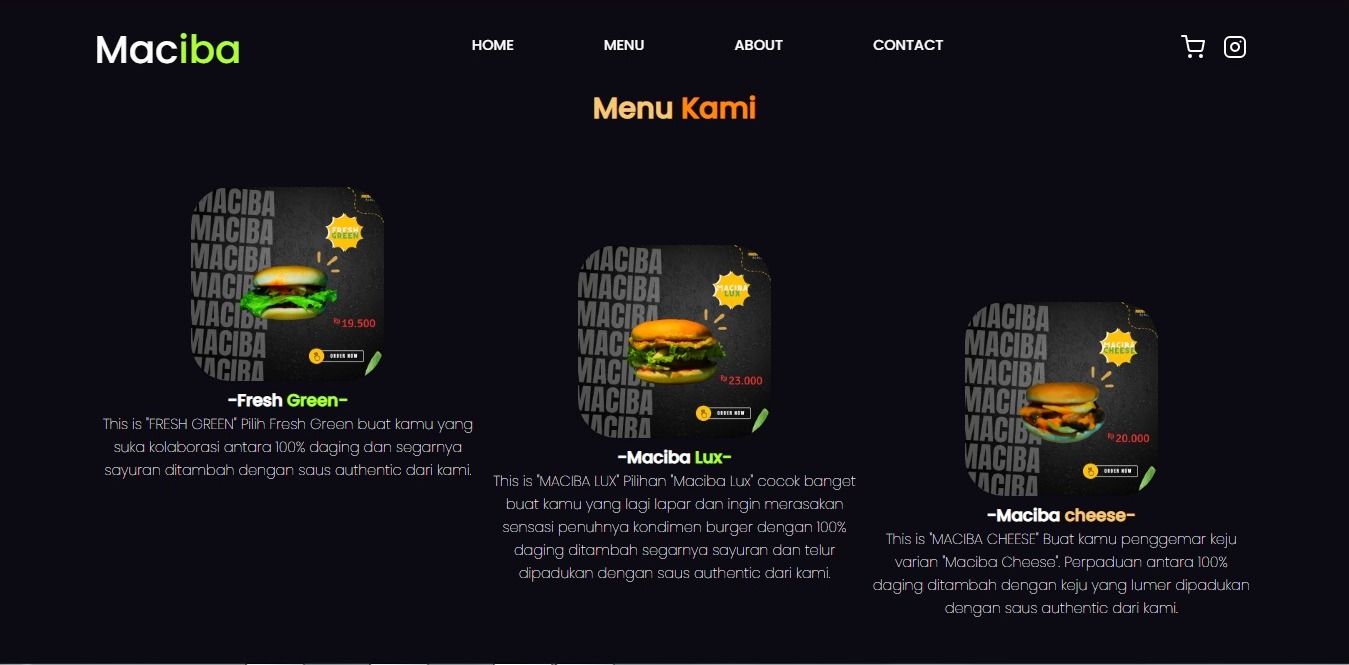 Maciba
HOME
MENU
ABOUT
CONTACT
Menu Kami
MACIBA
MACIBA
MACIBA
MACIBA
MACIBA
MACIBA
MACIBA
FRESH
GREEN
Rp 19.500
ORDER NOW
-Fresh Green-
This is "FRESH GREEN" Pilih Fresh Green buat kamu yang
suka kolaborasi antara 100% daging dan segarnya
sayuran ditambah dengan saus authentic dari kami.
MACIBA
MACIBA
MACIBA
MACIBA
MACIBA
MACIBA
MACIBA
MACIBA
LUX
Rp 23.000
ORDER NOW
-Maciba Lux-
This is "MACIBA LUX" Pilihan "Maciba Lux" cocok banget
buat kamu yang lagi lapar dan ingin merasakan
sensasi penuhnya kondimen burger dengan 100%
daging ditambah segarnya sayuran dan telur
dipadukan dengan saus authentic dari kami.
MACIBA
MACIBA
MACIBA
MACIBA
MACIBA
MACIBA
MACIBA
MACIBA
CHEESE
Rp 20.000
ORDER NOW
-Maciba cheese-
This is "MACIBA CHEESE" Buat kamu penggemar keju
varian "Maciba Cheese". Perpaduan antara 100%
daging ditambah dengan keju yang lumer dipadukan
dengan saus authentic dari kami.